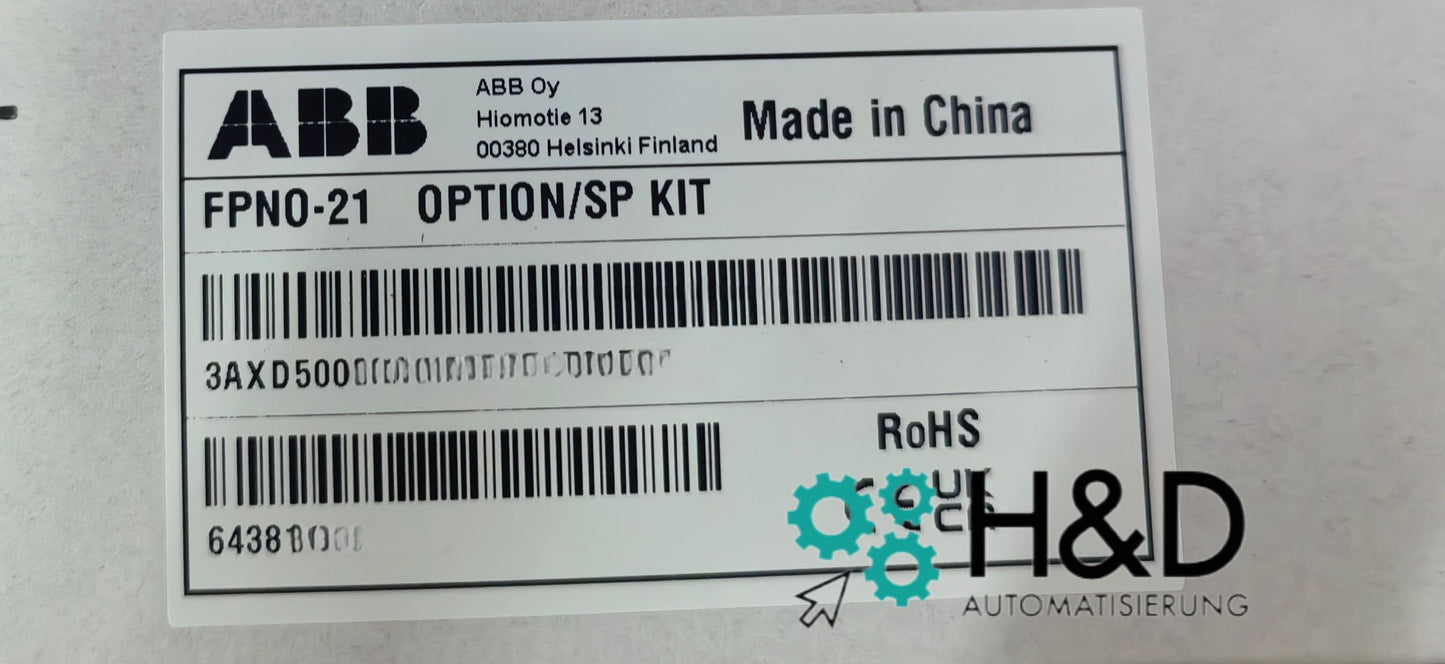 ABB
ABB Oy
Hiomotie 13
00380 Helsinki Finland
Made in China
FPNO-21 OPTION/SP KIT
RoHS
H&D
AUTOMATISIERUNG